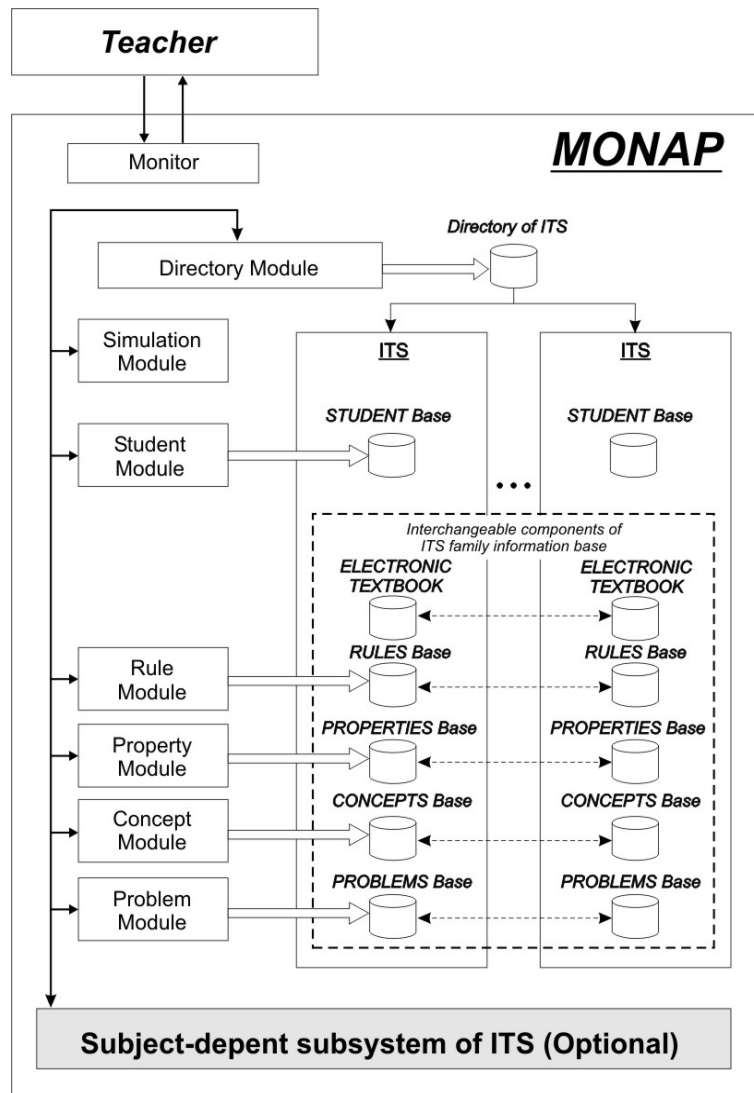 Teacher
MONAP
Monitor
Directory of ITS
Directory Module
Simulation
Module
ITS
ITS
STUDENT Base
STUDENT Base
Student
Module
...
Interchangeable components of
ITS family information base
ELECTRONIC
TEXTBOOK
ELECTRONIC
TEXTBOOK
Rule
Module
RULES Base
RULES Base
Property
Module
PROPERTIES Base
PROPERTIES Base
Concept
Module
CONCEPTS Base
CONCEPTS Base
Problem
Module
PROBLEMS Base
PROBLEMS Base
Subject-depent subsystem of ITS (Optional)